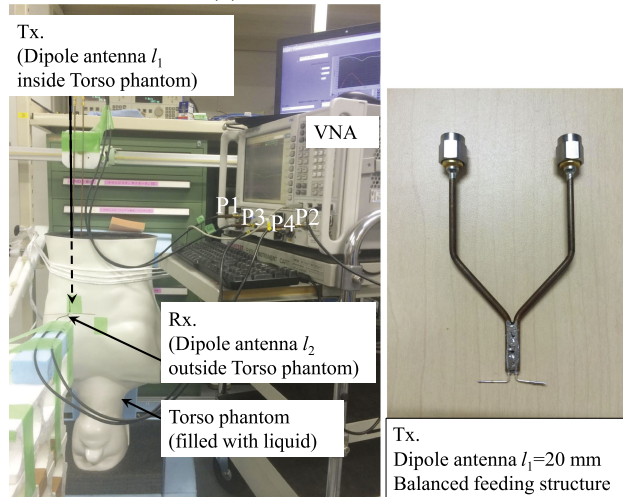 Tx.
(Dipole antenna l1
inside Torso phantom)
VNA
P1
P3
P4
P2
Rx.
(Dipole antenna l2
outside Torso phantom)
Torso phantom
(filled with liquid)
Tx.
Dipole antenna l1=20 mm
Balanced feeding structure